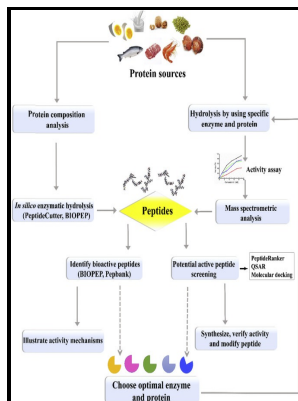 Protein sources
Protein composition
analysis
Hydrolysis by using specific
enzyme and protein
Activity assay
In silico enzymatic hydrolysis
(PeptideCutter, BIOPEP)
Peptides
Mass spectrometric
analysis
Identify bioactive peptides
(BIOPEP, Pepbank)
Potential active peptide
screening
PeptideRanker
QSAR
Molecular docking
Illustrate activity mechanisms
Synthesize, verify activity
and modify peptide
Choose optimal enzyme
and protein